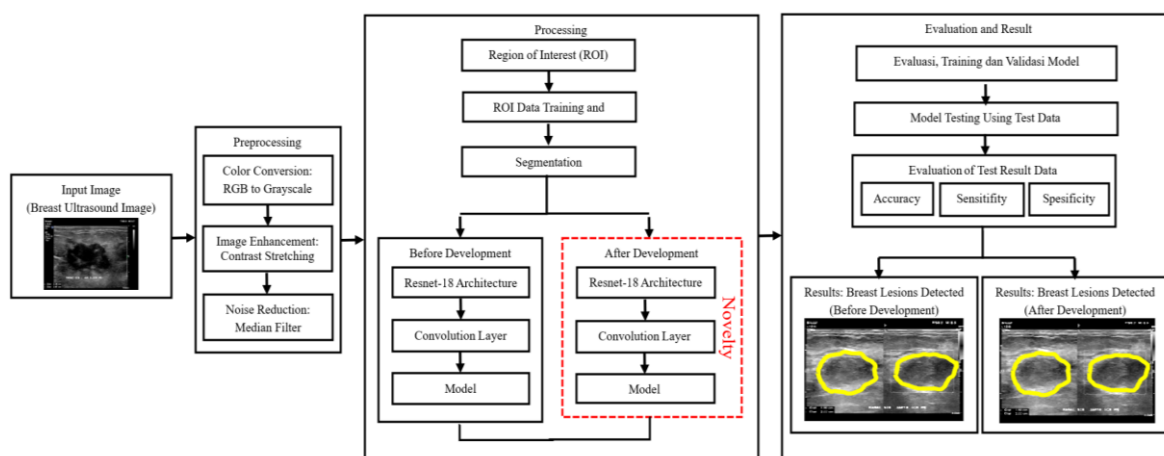 Input Image
(Breast Ultrasound Image)
Preprocessing
Color Conversion:
RGB to Grayscale
Image Enhancement:
Contrast Stretching
Noise Reduction:
Median Filter
Processing
Region of Interest (ROI)
ROI Data Training and
Segmentation
Before Development
Resnet-18 Architecture
Convolution Layer
Model
After Development
Resnet-18 Architecture
Convolution Layer
Model
Novelty
Evaluation and Result
Evaluasi, Training dan Validasi Model
Model Testing Using Test Data
Evaluation of Test Result Data
Accuracy
Sensitifity
Spesificity
Results: Breast Lesions Detected
(Before Development)
Results: Breast Lesions Detected
(After Development)